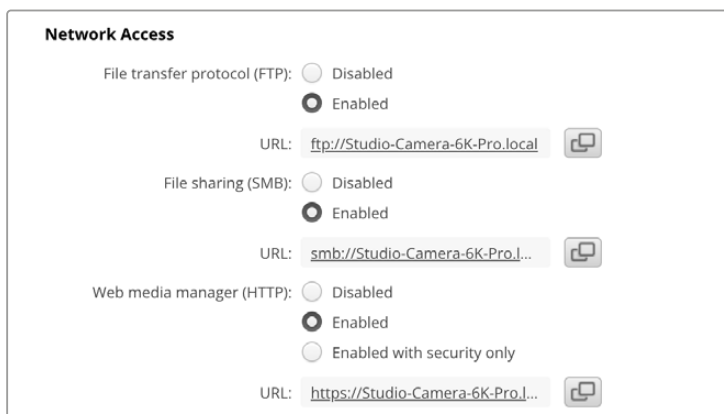 Network Access
File transfer protocol (FTP): Disabled
Enabled
URL: ftp://Studio-Camera-6K-Pro.local
File sharing (SMB): Disabled
Enabled
URL: smb://Studio-Camera-6K-Pro.l...
Web media manager (HTTP): Disabled
Enabled
Enabled with security only
URL: https://Studio-Camera-6K-Pro.l...